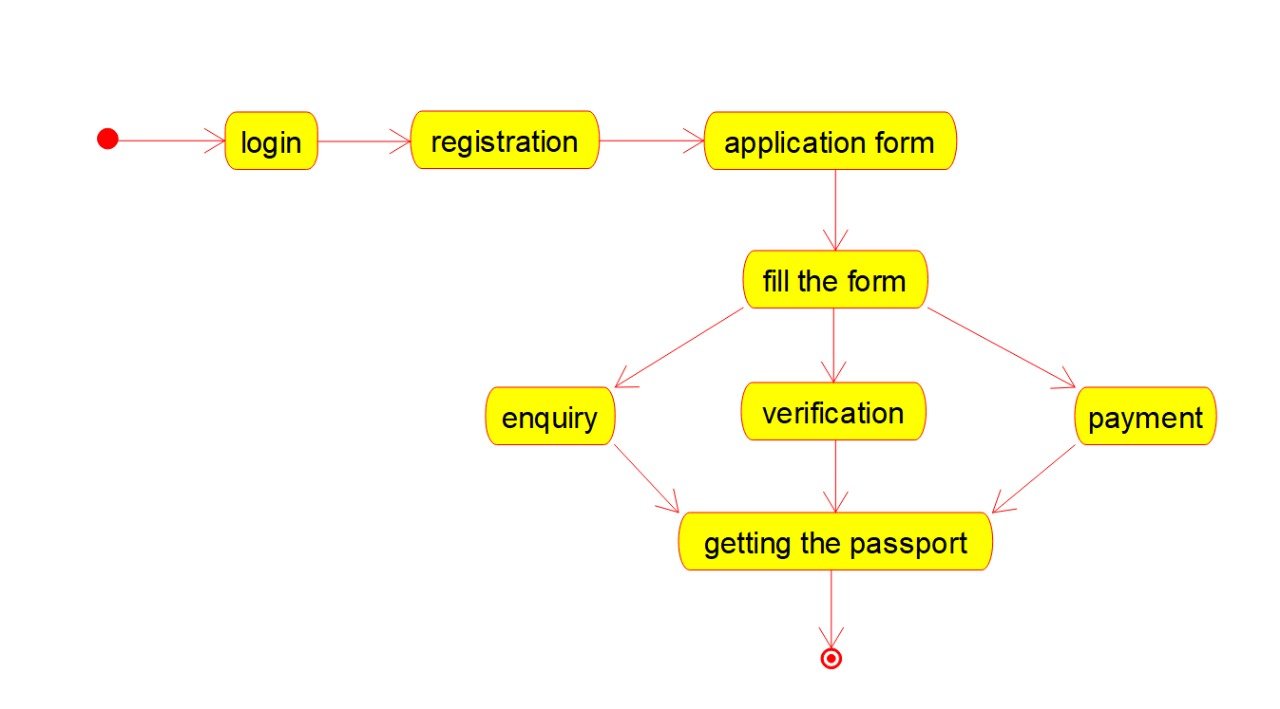 login
registration
application form
fill the form
enquiry
verification
payment
getting the passport